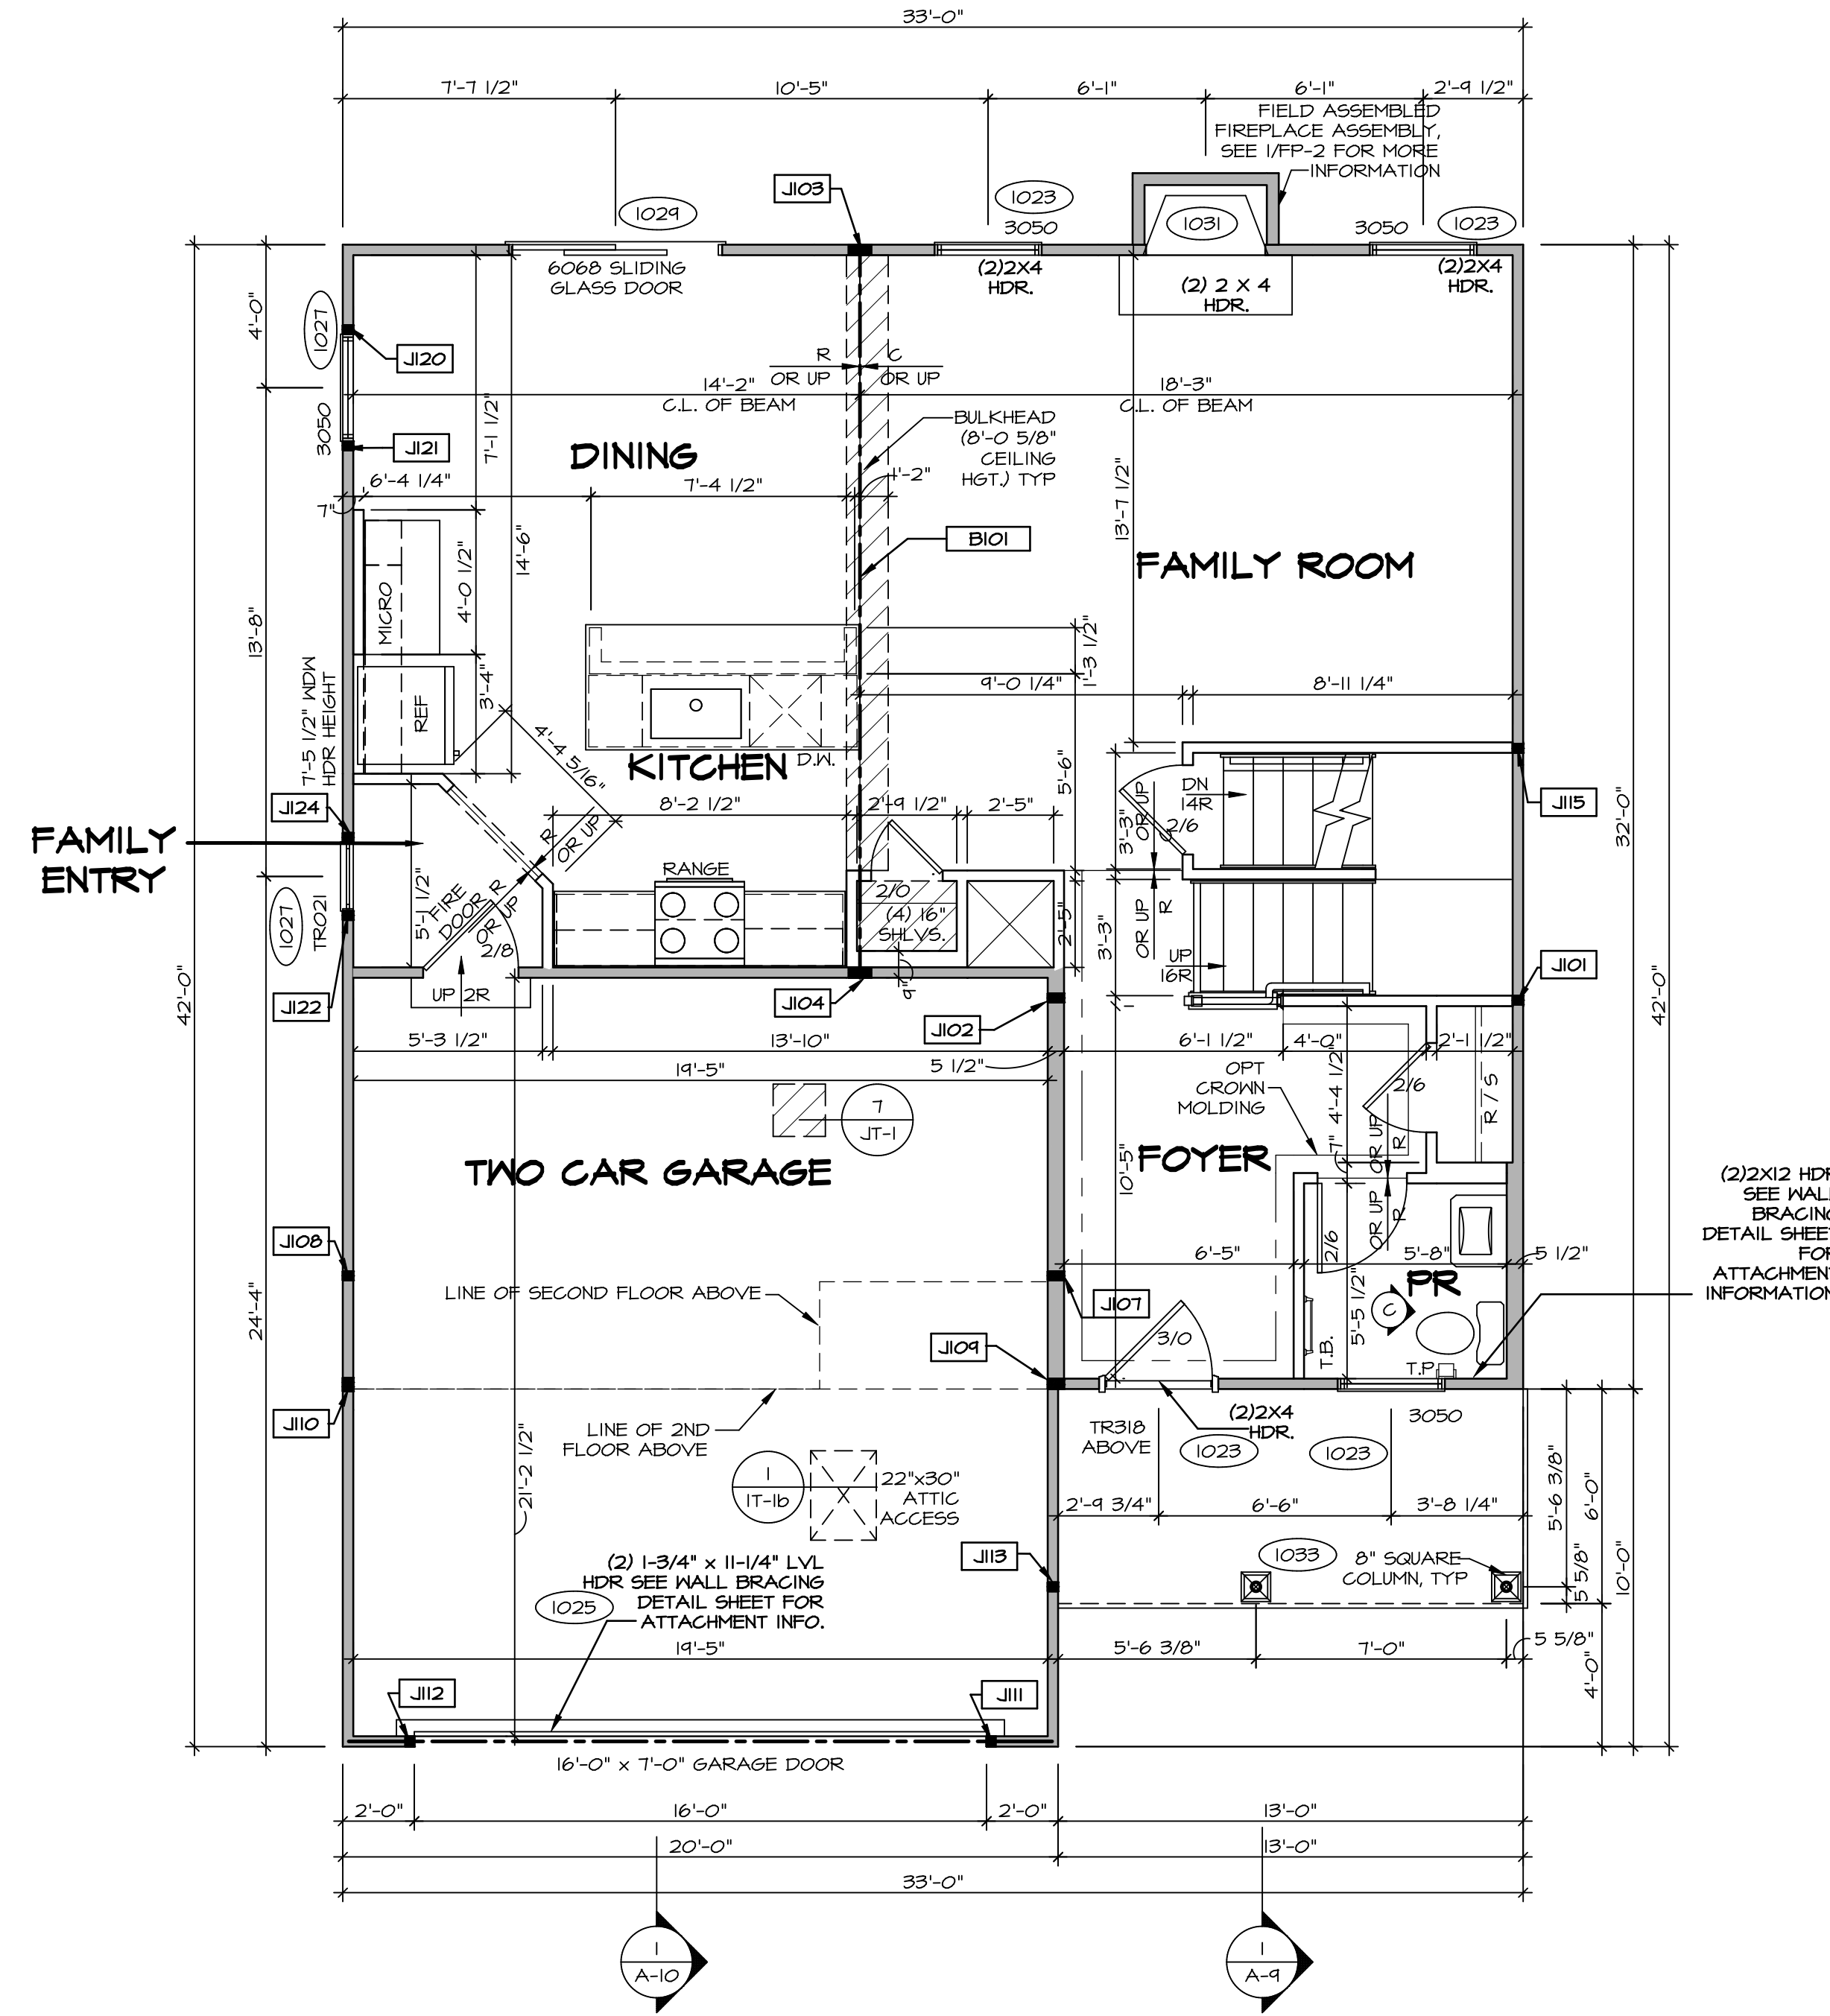 33'-0"
7'-7 1/2"
10'-5"
6'-1"
6'-1"
2'-9 1/2"
FIELD ASSEMBLED
FIREPLACE ASSEMBLY,
SEE 1/FP-2 FOR MORE
INFORMATION
J103
1029
1023
3050
1031
3050
1023
6068 SLIDING
GLASS DOOR
(2)2X4
HDR.
(2) 2 X 4
HDR.
(2)2X4
HDR.
4'-0"
1027
J120
3050
J121
R
OR UP
C
OR UP
14'-2"
C.L. OF BEAM
18'-3"
C.L. OF BEAM
7'-1 1/2"
DINING
BULKHEAD
(8'-0 5/8"
CEILING
HGT.) TYP
6'-4 1/4"
7"
7'-4 1/2"
1'-2"
13'-7 1/2"
14'-6"
B101
FAMILY ROOM
MICRO
4'-0 1/2"
13'-8"
7'-5 1/2" WDW
HDR HEIGHT
REF
3'-4"
4'-4 5/16"
1'-3 1/2"
9'-0 1/4"
8'-11 1/4"
KITCHEN
D.W.
5'-6"
J124
8'-2 1/2"
2'-9 1/2"
2'-5"
3'-3"
OR UP
C
2/6
DN
14R
J115
32'-0"
FAMILY
ENTRY
R
OR UP
RANGE
5'-1 1/2"
FIRE
DOOR
R
OR UP
2/8
1027
TR021
2/0
(4) 16"
SHLVS.
2'-5"
3'-3"
OR UP
R
UP
16R
J101
42'-0"
J122
UP 2R
J104
9"
J102
42'-0"
5'-3 1/2"
13'-10"
5 1/2"
6'-1 1/2"
4'-0"
2'-1 1/2"
19'-5"
OPT
CROWN
MOLDING
4'-4 1/2"
2/6
R / S
7
JT-1
TWO CAR GARAGE
FOYER
10'-5"
7"
OR UP
R
OR UP
R
(2)2X12 HDR
SEE WALL
BRACING
DETAIL SHEET
FOR
ATTACHMENT
INFORMATION
J108
6'-5"
2/6
5'-8"
5 1/2"
PR
LINE OF SECOND FLOOR ABOVE
J107
C
24'-4"
J109
3/0
T.B.
5'-5 1/2"
T.P
J110
LINE OF 2ND
FLOOR ABOVE
TR318
ABOVE
(2)2X4
HDR.
1023
1023
3050
21'-2 1/2"
1
IT-1b
22"x30"
ATTIC
ACCESS
2'-9 3/4"
6'-6"
3'-8 1/4"
5'-6 3/8"
6'-0"
J113
1033
8" SQUARE
COLUMN, TYP
5 5/8"
10'-0"
(2) 1-3/4" x 11-1/4" LVL
HDR SEE WALL BRACING
DETAIL SHEET FOR
ATTACHMENT INFO.
1025
19'-5"
5'-6 3/8"
7'-0"
5 5/8"
4'-0"
J112
J111
16'-0" x 7'-0" GARAGE DOOR
2'-0"
16'-0"
2'-0"
13'-0"
20'-0"
13'-0"
33'-0"
1
A-10
1
A-9